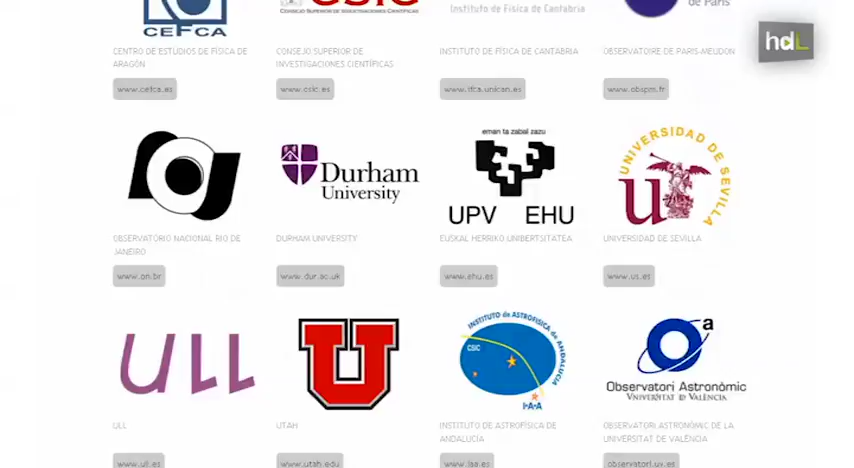 CEFCA
CSIC
CONSEJO SUPERIOR DE INVESTIGACIONES CIENTÍFICAS
Instituto de Física de Cantabria
de Paris
hdL
CENTRO DE ESTUDIOS DE FÍSICA DE
ARAGÓN
CONSEJO SUPERIOR DE
INVESTIGACIONES CIENTÍFICAS
INSTITUTO DE FÍSICA DE CANTABRIA
OBSERVATOIRE DE PARIS-MEUDON
www.cefca.es
www.csic.es
www.ifca.unican.es
www.obspm.fr
Durham
University
eman ta zabal zazu
UPV EHU
UNIVERSIDAD DE SEVILLA
OBSERVATORIO NACIONAL RIO DE
JANEIRO
DURHAM UNIVERSITY
EUSKAL HERRIKO UNIBERTSITATEA
UNIVERSIDAD DE SEVILLA
www.on.br
www.dur.ac.uk
www.ehu.es
www.us.es
ULL
U
INSTITUTO de ASTROFISICA de ANDALUCIA
CSIC
I-A-A
a
Observatori Astronòmic
UNIVERSITAT DE VALÈNCIA
ULL
UTAH
INSTITUTO DE ASTROFÍSICA DE
ANDALUCÍA
OBSERVATORI ASTRONÒMIC DE LA
UNIVERSITAT DE VALÈNCIA
www.ull.es
www.utah.edu
www.iaa.es
observatori.uv.es